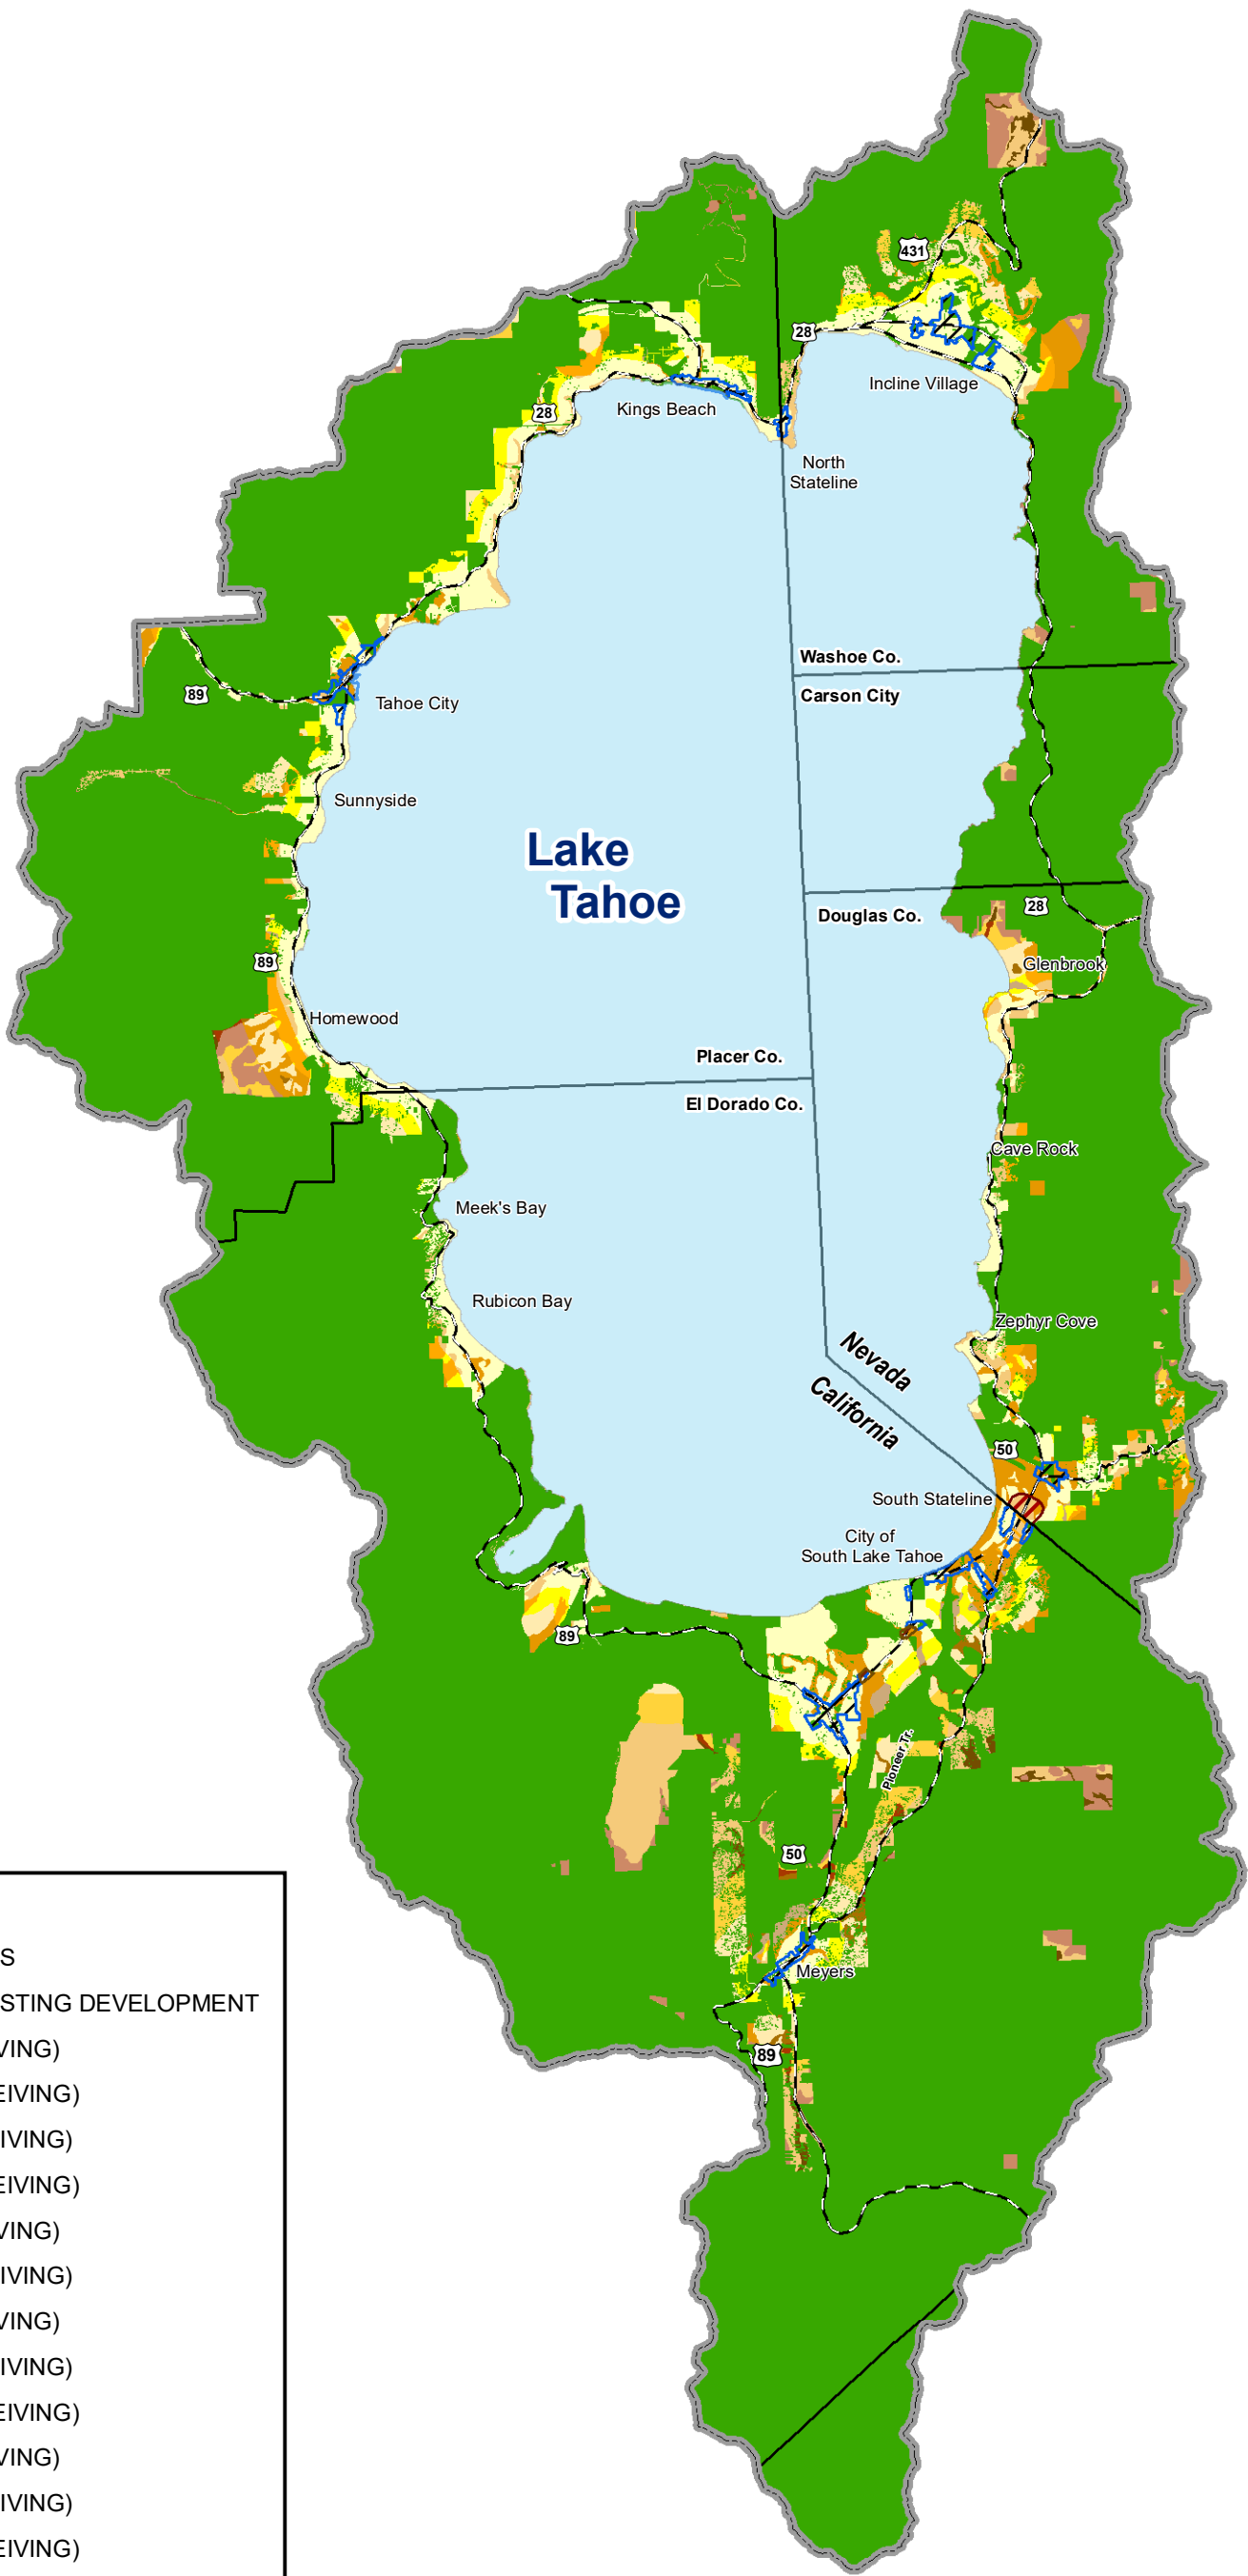 431
28
Incline Village
Kings Beach
28
North
Stateline
Washoe Co.
Carson City
89
Tahoe City
Sunnyside
Lake
Tahoe
28
Douglas Co.
Glenbrook
89
Homewood
Placer Co.
El Dorado Co.
Cave Rock
Meek's Bay
Rubicon Bay
Zephyr Cove
Nevada
California
50
South Stateline
City of
South Lake Tahoe
89
Pioneer Tr.
50
Meyers
89
S
STING DEVELOPMENT
VING)
EIVING)
IVING)
EIVING)
VING)
IVING)
VING)
IVING)
EIVING)
VING)
IVING)
EIVING)